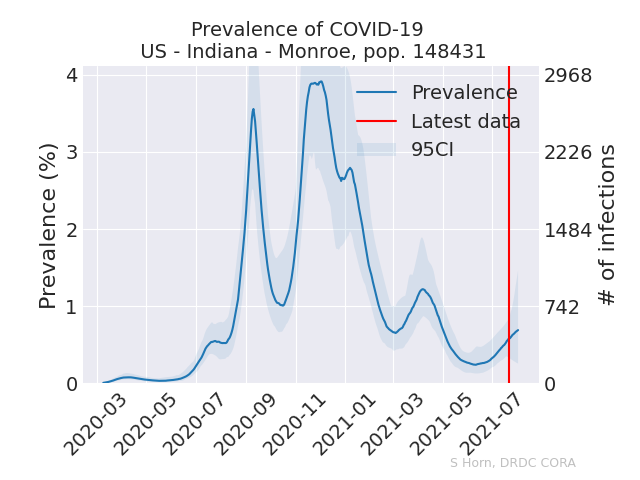 Prevalence of COVID-19
US - Indiana - Monroe, pop. 148431
Prevalence (%)
4
3
2
1
0
Prevalence
Latest data
95CI
2968
2226
1484
742
0
# of infections
2020-03
2020-05
2020-07
2020-09
2020-11
2021-01
2021-03
2021-05
2021-07
S Horn, DRDC CORA